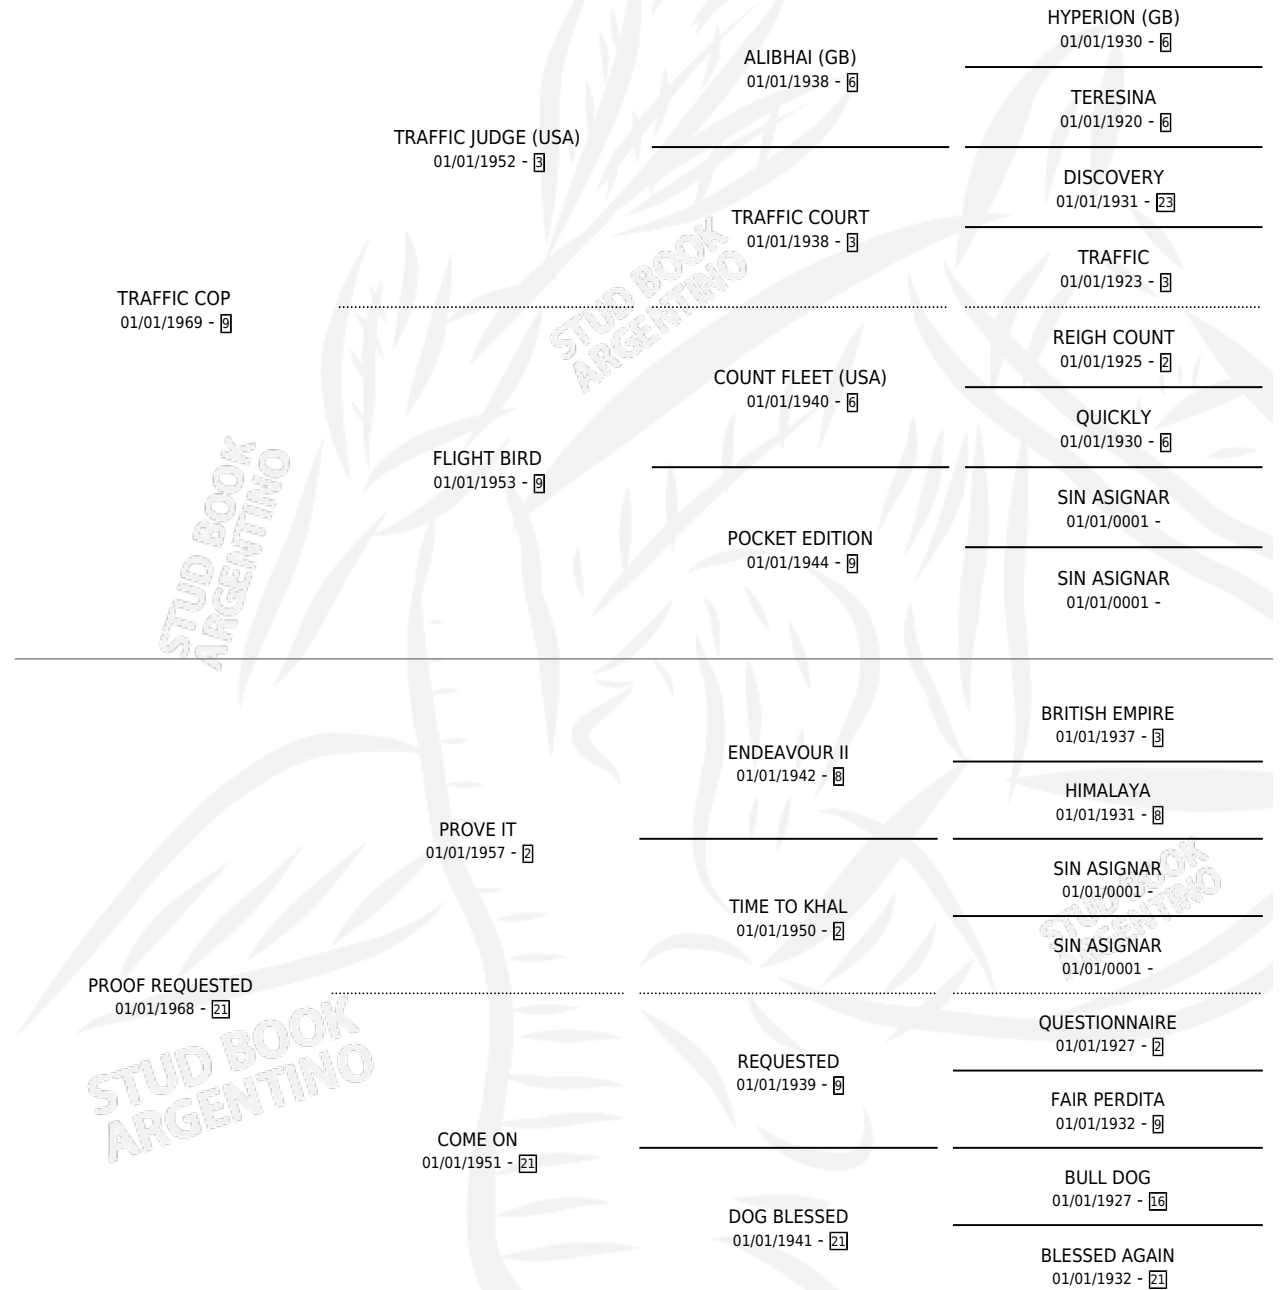 HYPERION (GB)
01/01/1930 - 6
ALIBHAI (GB)
01/01/1938 - 6
TERESINA
01/01/1920 - 6
TRAFFIC JUDGE (USA)
01/01/1952 - 3
DISCOVERY
01/01/1931 - 23
TRAFFIC COURT
01/01/1938 - 3
TRAFFIC
01/01/1923 - 3
TRAFFIC COP
01/01/1969 - 9
REIGH COUNT
01/01/1925 - 2
COUNT FLEET (USA)
01/01/1940 - 6
QUICKLY
01/01/1930 - 6
FLIGHT BIRD
01/01/1953 - 9
SIN ASIGNAR
01/01/0001 -
POCKET EDITION
01/01/1944 - 9
SIN ASIGNAR
01/01/0001 -
BRITISH EMPIRE
01/01/1937 - 3
ENDEAVOUR II
01/01/1942 - 8
HIMALAYA
01/01/1931 - 8
PROVE IT
01/01/1957 - 2
SIN ASIGNAR
01/01/0001 -
TIME TO KHAL
01/01/1950 - 2
SIN ASIGNAR
01/01/0001 -
PROOF REQUESTED
01/01/1968 - 21
QUESTIONNAIRE
01/01/1927 - 2
REQUESTED
01/01/1939 - 9
FAIR PERDITA
01/01/1932 - 9
COME ON
01/01/1951 - 21
BULL DOG
01/01/1927 - 16
DOG BLESSED
01/01/1941 - 21
BLESSED AGAIN
01/01/1932 - 21
STUD BOOK
ARGENTINO
STUD BOOK
ARGENTINO
STUD BOOK
ARGENTINO
STUD BOOK
ARGENTINO